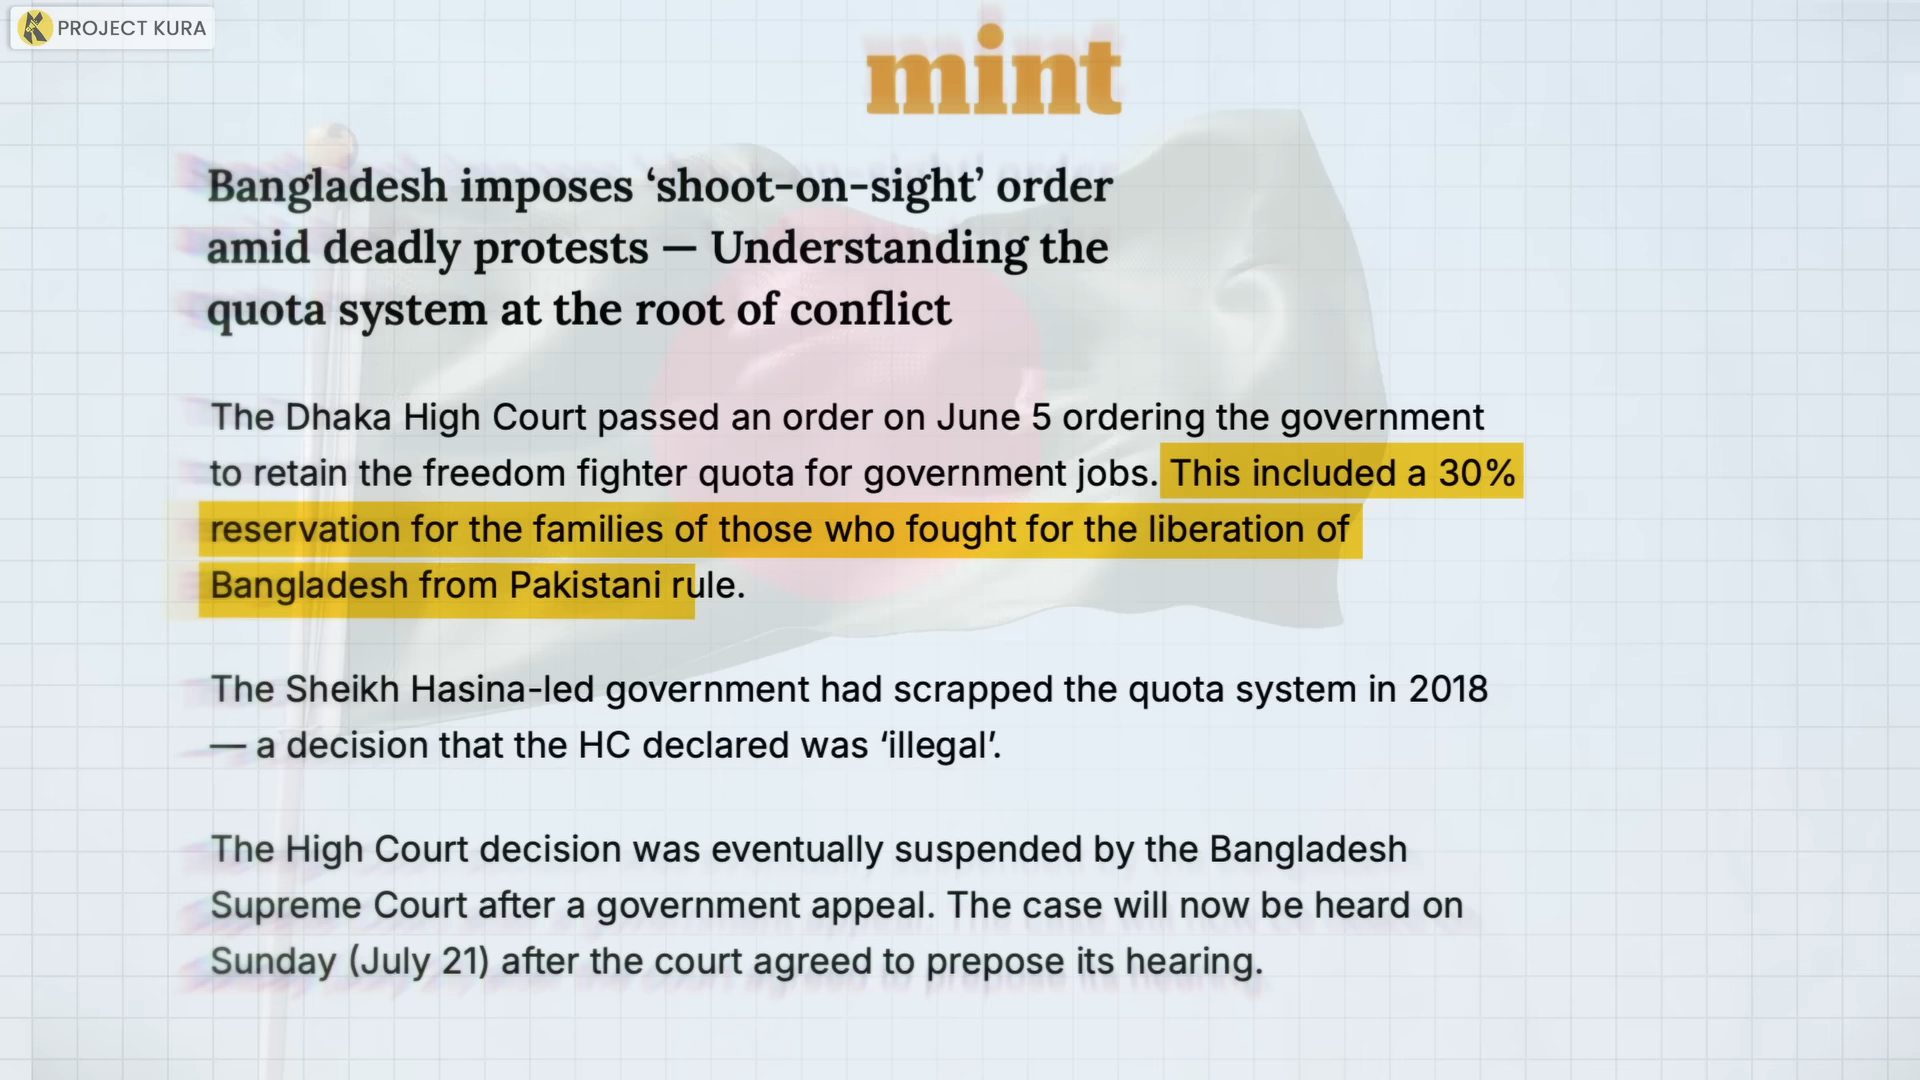 PROJECT KURA
mint
Bangladesh imposes ‘shoot-on-sight’ order
amid deadly protests — Understanding the
quota system at the root of conflict
The Dhaka High Court passed an order on June 5 ordering the government
to retain the freedom fighter quota for government jobs. This included a 30%
reservation for the families of those who fought for the liberation of
Bangladesh from Pakistani rule.
The Sheikh Hasina-led government had scrapped the quota system in 2018
— a decision that the HC declared was ‘illegal’.
The High Court decision was eventually suspended by the Bangladesh
Supreme Court after a government appeal. The case will now be heard on
Sunday (July 21) after the court agreed to prepose its hearing.